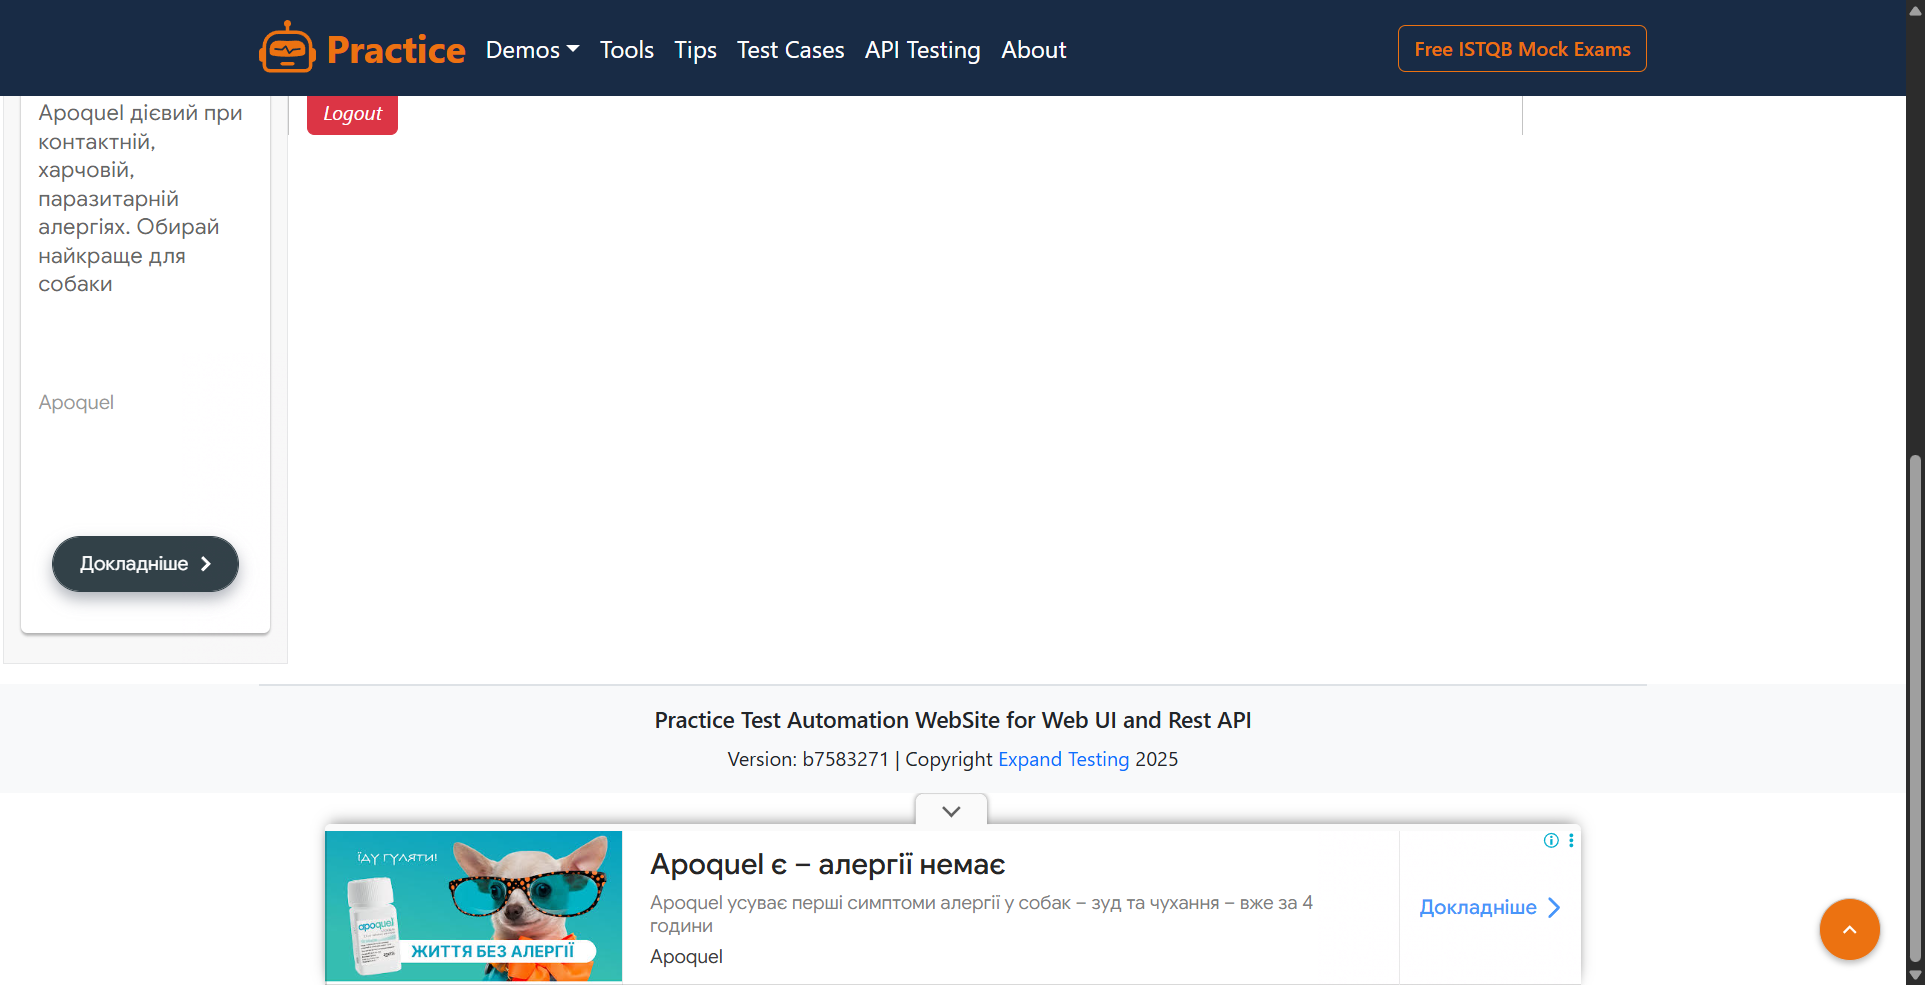 Practice
Demos
Tools
Tips
Test Cases
API Testing
About
Free ISTQB Mock Exams
Apoquel дієвий при
контактній,
харчовій,
паразитарній
алергіях. Обирай
найкраще для
собаки
Apoquel
Докладніше
Logout
Practice Test Automation WebSite for Web UI and Rest API
Version: b7583271 | Copyright Expand Testing 2025
їду гуляти!
apoquel
ЖИТТЯ БЕЗ АЛЕРГІЇ
Apoquel є – алергії немає
Apoquel усуває перші симптоми алергії у собак – зуд та чухання – вже за 4
години
Apoquel
Докладніше